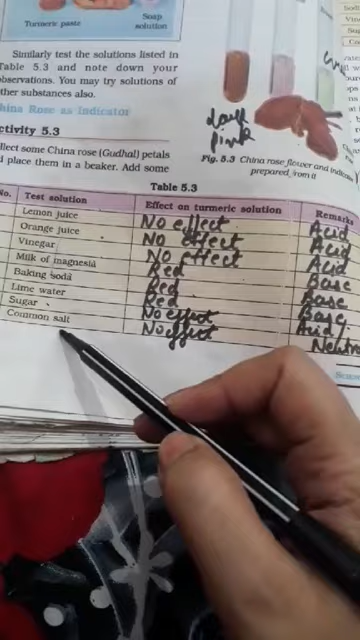 Turmeric paste
Soap
solution
Similarly test the solutions listed in
Table 5.3 and note down your
observations. You may try solutions of
other substances also.
China Rose as Indicator
Activity 5.3
Collect some China rose (Gudhal) petals
and place them in a beaker. Add some
dark
pink
Fig. 5.3 China rose flower and indicator
prepared from it
Table 5.3
No. Test solution Effect on turmeric solution Remarks
Lemon juice No effect Acid
Orange juice No effect Acid
Vinegar No effect Acid
Milk of magnesia Red Base
Baking soda Red Base
Lime water Red Base
Sugar No effect Acid/
Common salt No effect Neutra